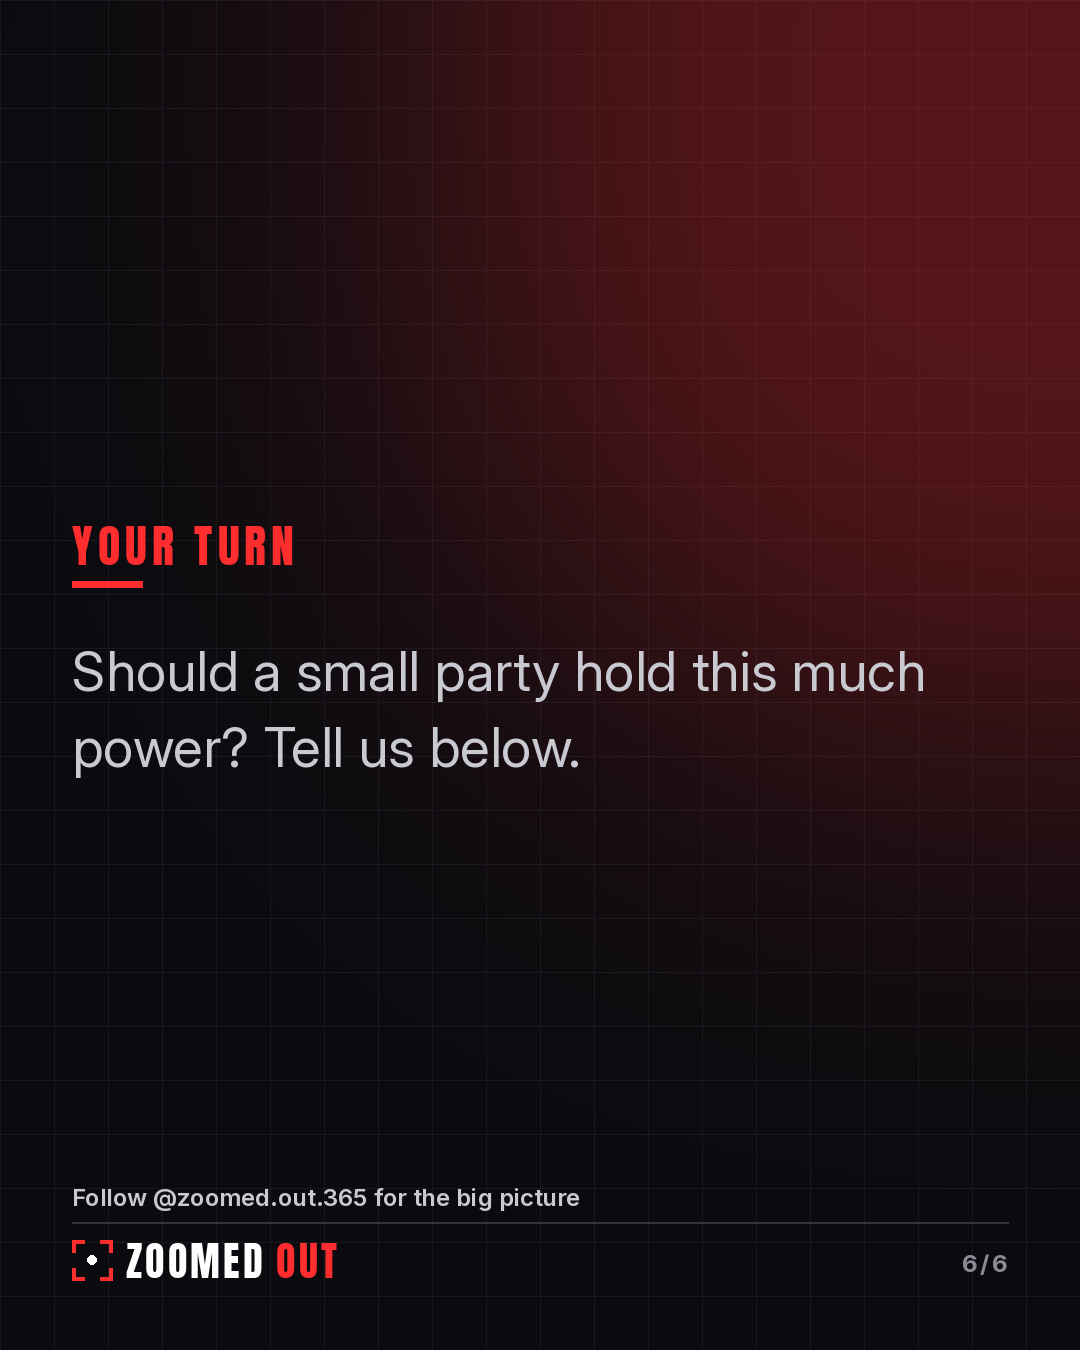 YOUR TURN
Should a small party hold this much
power? Tell us below.
Follow @zoomed.out.365 for the big picture
ZOOMED OUT
6/6